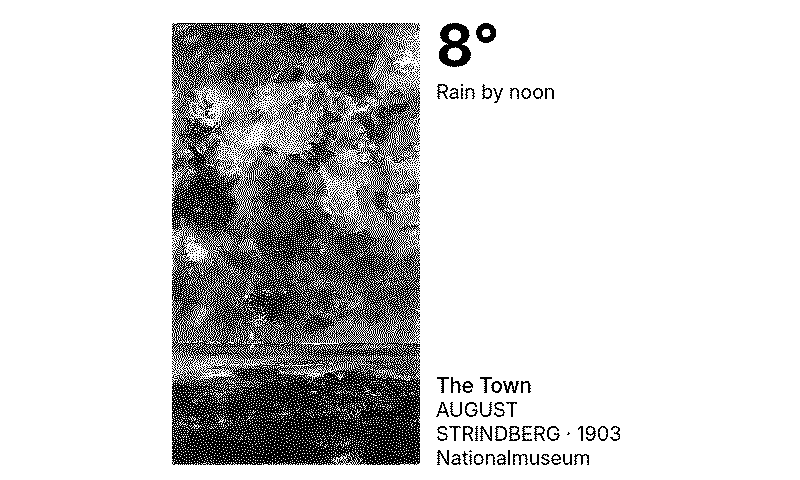 8°
Rain by noon
The Town
AUGUST
STRINDBERG · 1903
Nationalmuseum